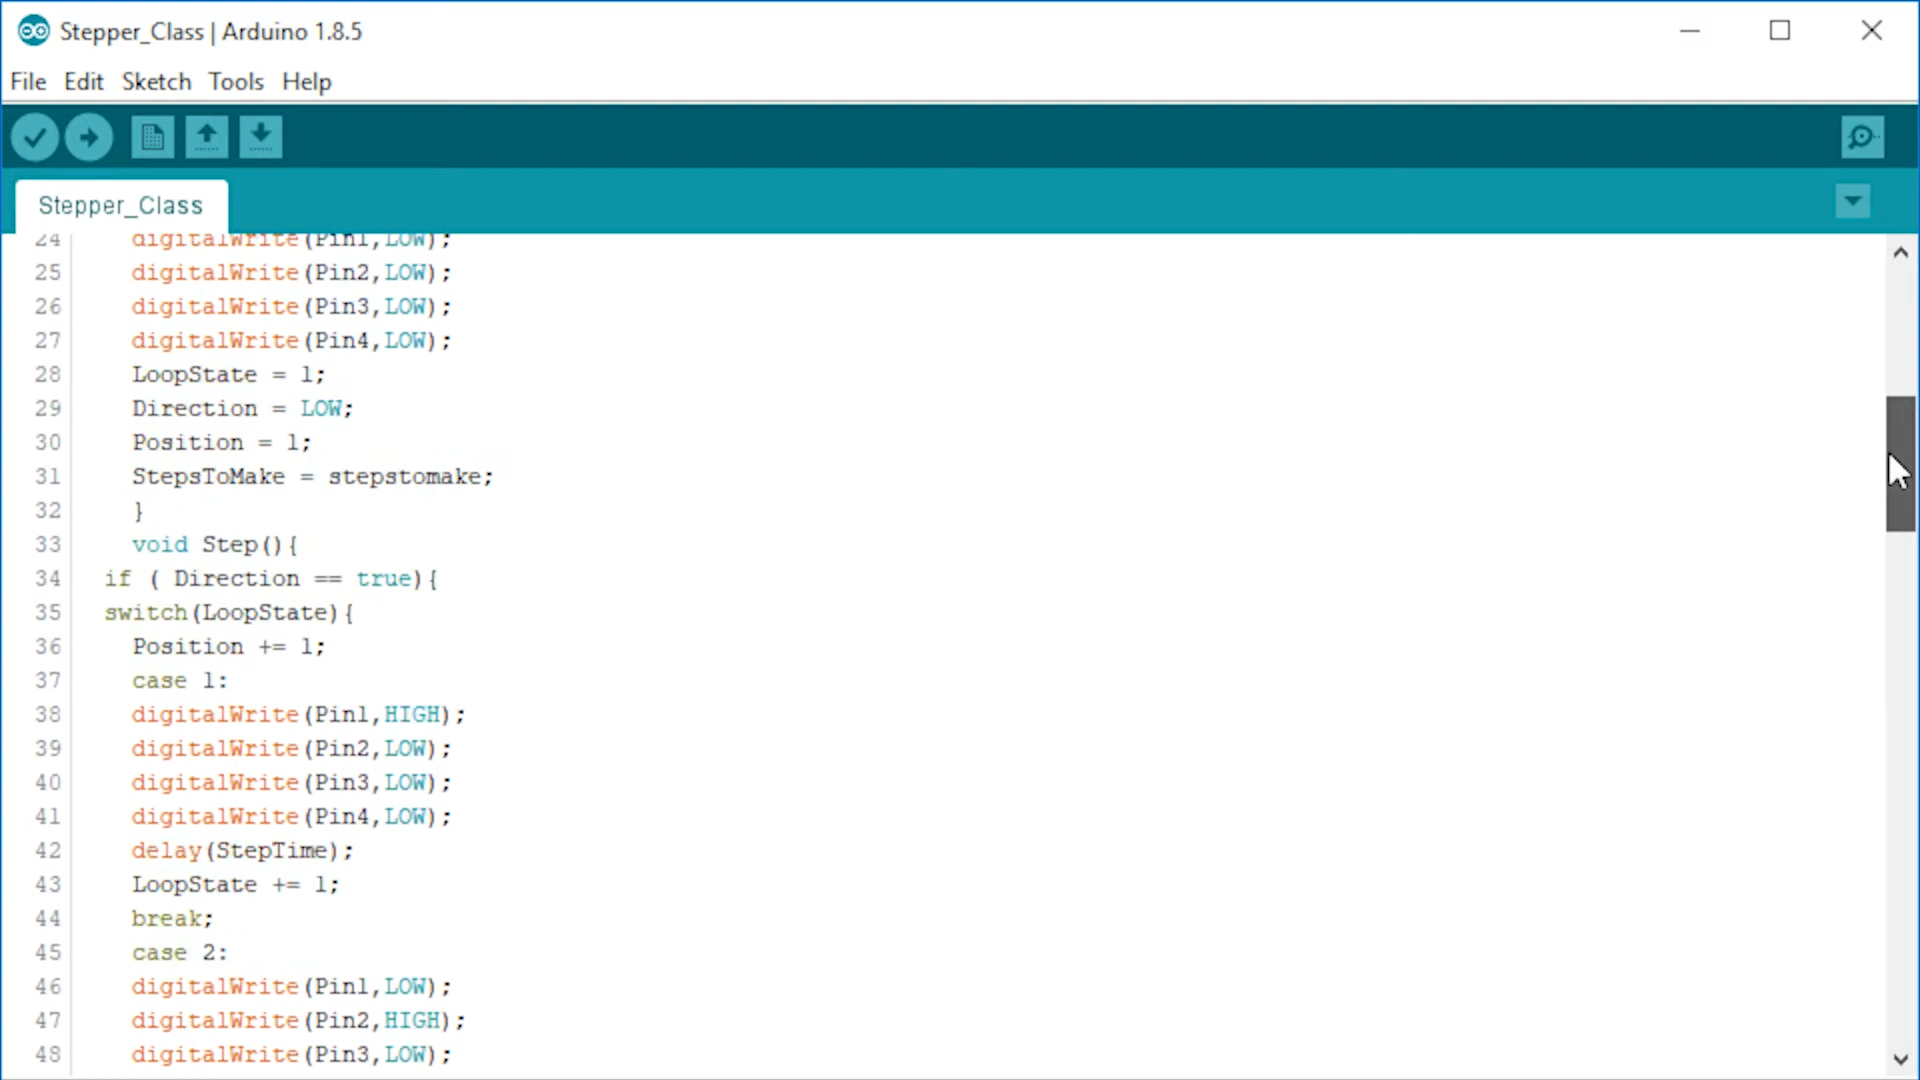 Stepper_Class | Arduino 1.8.5
File Edit Sketch Tools Help
Stepper_Class
24 digitalWrite(Pin1,LOW);
25 digitalWrite(Pin2,LOW);
26 digitalWrite(Pin3,LOW);
27 digitalWrite(Pin4,LOW);
28 LoopState = 1;
29 Direction = LOW;
30 Position = 1;
31 StepsToMake = stepstomake;
32 }
33 void Step(){
34 if ( Direction == true){
35 switch(LoopState){
36 Position += 1;
37 case 1:
38 digitalWrite(Pin1,HIGH);
39 digitalWrite(Pin2,LOW);
40 digitalWrite(Pin3,LOW);
41 digitalWrite(Pin4,LOW);
42 delay(StepTime);
43 LoopState += 1;
44 break;
45 case 2:
46 digitalWrite(Pin1,LOW);
47 digitalWrite(Pin2,HIGH);
48 digitalWrite(Pin3,LOW);